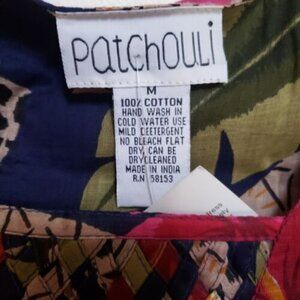 patchouli
M
100% COTTON
HAND WASH IN
COLD WATER USE
MILD DETERGENT
NO BLEACH FLAT
DRY, CAN BE
DRYCLEANED
MADE IN INDIA
R.N 58153